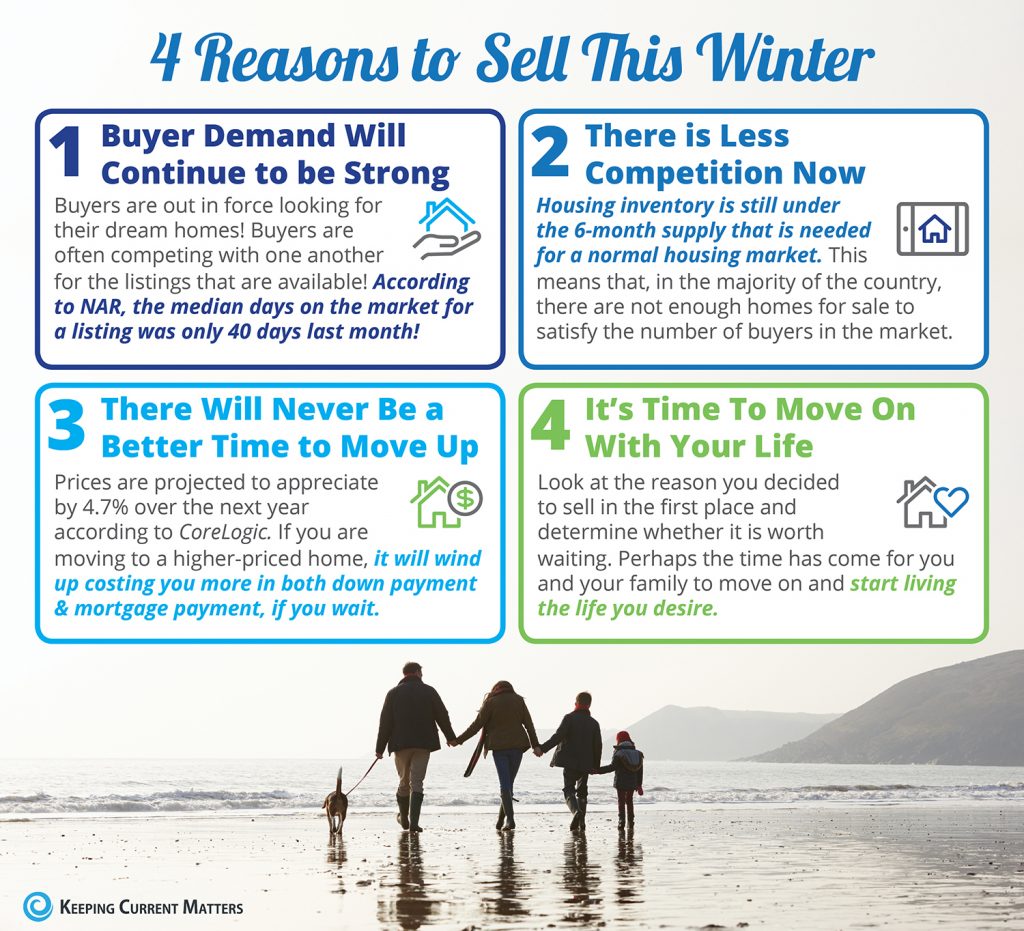 4 Reasons to Sell This Winter
1
Buyer Demand Will
Continue to be Strong
Buyers are out in force looking for
their dream homes! Buyers are
often competing with one another
for the listings that are available! According
to NAR, the median days on the market for
a listing was only 40 days last month!
2
There is Less
Competition Now
Housing inventory is still under
the 6-month supply that is needed
for a normal housing market. This
means that, in the majority of the country,
there are not enough homes for sale to
satisfy the number of buyers in the market.
3
There Will Never Be a
Better Time to Move Up
Prices are projected to appreciate
by 4.7% over the next year
according to CoreLogic. If you are
moving to a higher-priced home, it will wind
up costing you more in both down payment
& mortgage payment, if you wait.
4
It’s Time To Move On
With Your Life
Look at the reason you decided
to sell in the first place and
determine whether it is worth
waiting. Perhaps the time has come for you
and your family to move on and start living
the life you desire.
$
Keeping Current Matters